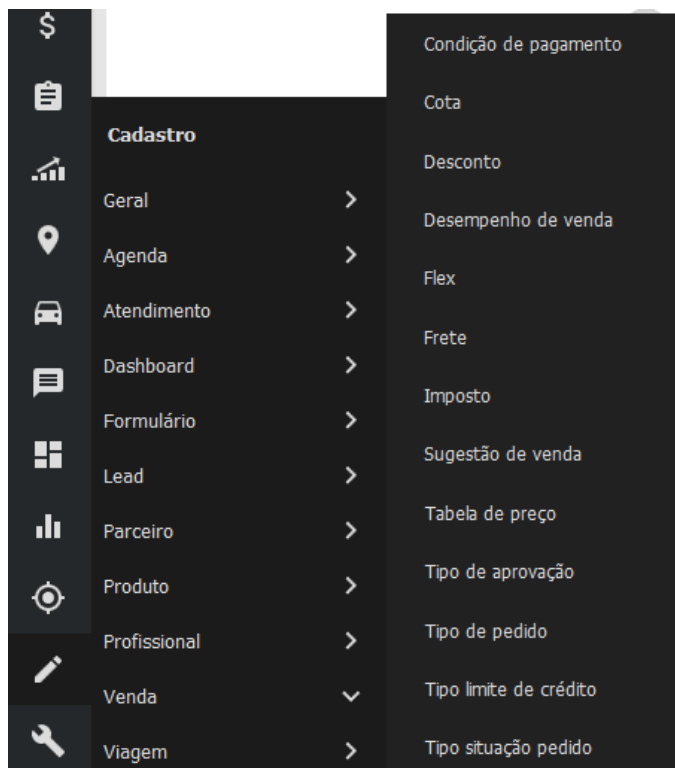 $
Cadastro
Geral
Agenda
Atendimento
Dashboard
Formulário
Lead
Parceiro
Produto
Profissional
Venda
Viagem
Condição de pagamento
Cota
Desconto
Desempenho de venda
Flex
Frete
Imposto
Sugestão de venda
Tabela de preço
Tipo de aprovação
Tipo de pedido
Tipo limite de crédito
Tipo situação pedido